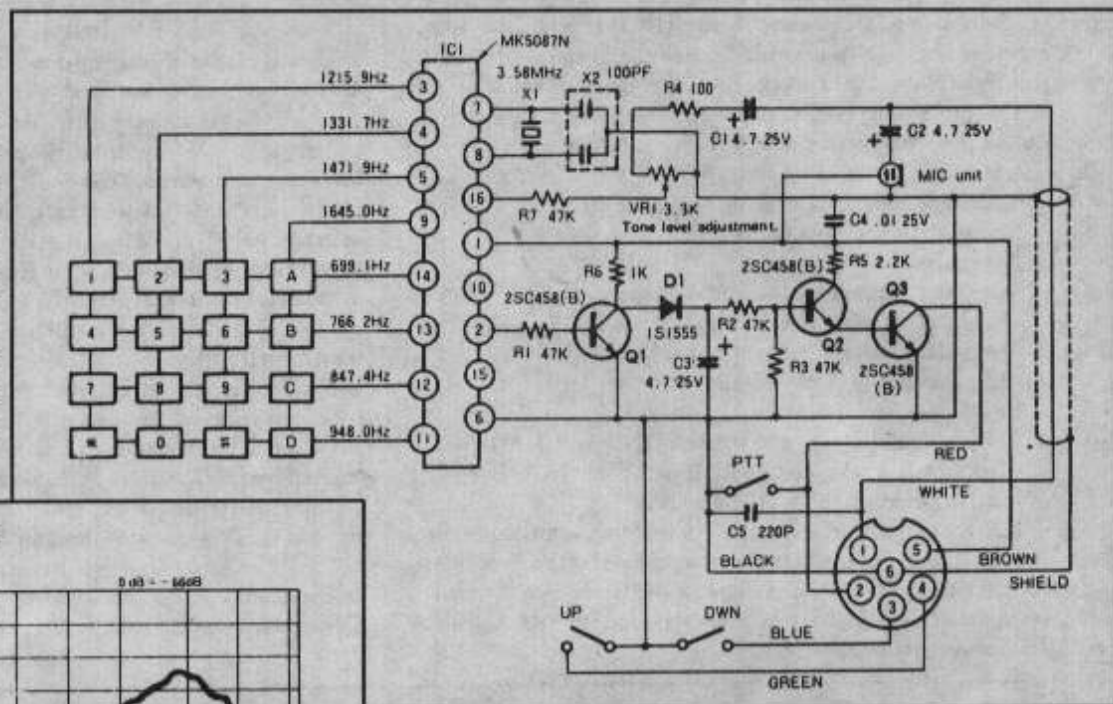 IC1
MK5087N
3.58MHz
X1
X2
100PF
R4 100
C1 4.7 25V
C2 4.7 25V
MIC unit
1215.9Hz
3
7
1331.7Hz
4
8
1471.9Hz
5
16
R7 47K
VR1 3.3K
Tone level adjustment.
C4 .01 25V
1645.0Hz
9
1
R6 1K
2SC458(B)
R5 2.2K
1 2 3 A
699.1Hz
14
10
2SC458(B)
D1
1S1555
Q3
4 5 6 B
766.2Hz
13
2
R1 47K
Q1
R2 47K
Q2
C3
4.7 25V
R3 47K
2SC458
(B)
7 8 9 C
847.4Hz
12
15
* 0 # D
948.0Hz
11
6
RED
PTT
WHITE
C5 220P
BLACK
1 5
6
2 4
3
BROWN
SHIELD
UP
DWN
BLUE
GREEN
0 dB = -66dB